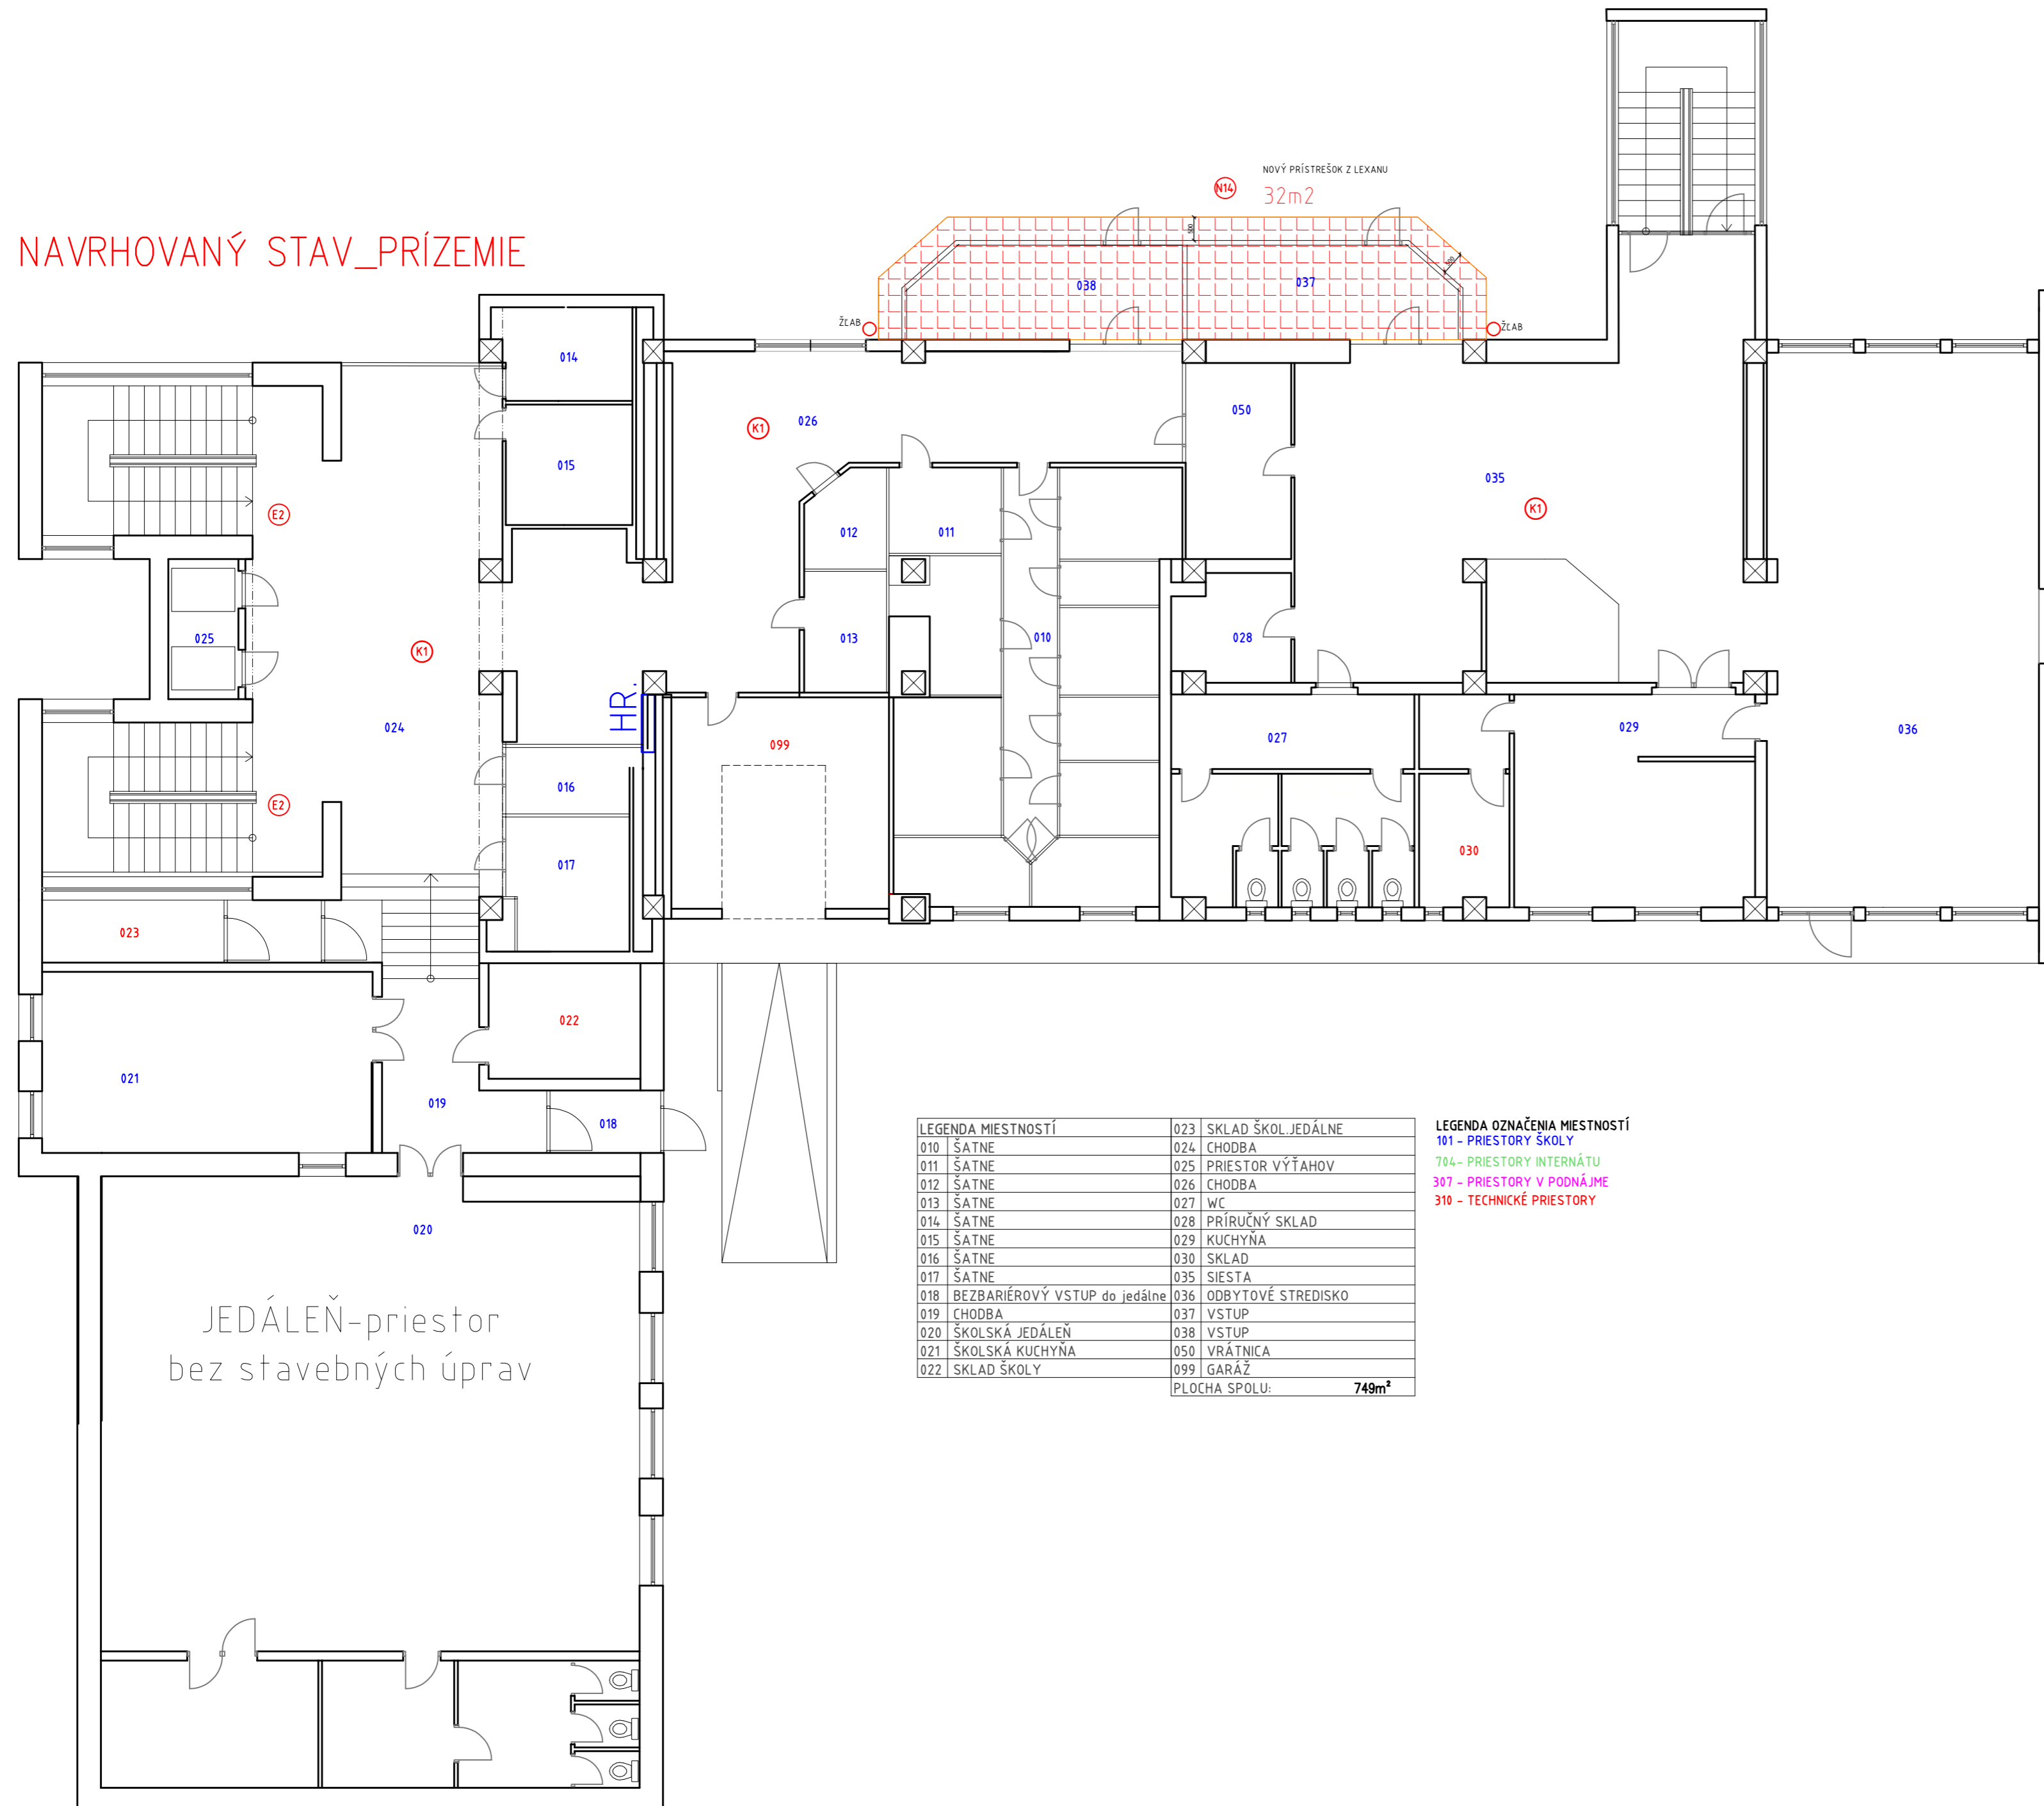 NOVÝ PRÍSTREŠOK Z LEXANU
N14
32m2
NAVRHOVANÝ STAV_PRÍZEMIE
500
500
038
037
ŽĽAB
ŽĽAB
014
050
026
K1
015
035
E2
K1
012
011
025
K1
013
010
028
HR.
024
099
027
029
036
016
E2
017
030
023
022
021
019
018
020
JEDÁLEŇ-priestor
bez stavebných úprav
LEGENDA MIESTNOSTÍ
010 ŠATNE
011 ŠATNE
012 ŠATNE
013 ŠATNE
014 ŠATNE
015 ŠATNE
016 ŠATNE
017 ŠATNE
018 BEZBARIÉROVÝ VSTUP do jedálne
019 CHODBA
020 ŠKOLSKÁ JEDÁLEŇ
021 ŠKOLSKÁ KUCHYŇA
022 SKLAD ŠKOLY
023 SKLAD ŠKOL.JEDÁLNE
024 CHODBA
025 PRIESTOR VÝŤAHOV
026 CHODBA
027 WC
028 PRÍRUČNÝ SKLAD
029 KUCHYŇA
030 SKLAD
035 SIESTA
036 ODBYTOVÉ STREDISKO
037 VSTUP
038 VSTUP
050 VRÁTNICA
099 GARÁŽ
PLOCHA SPOLU: 749m²
LEGENDA OZNAČENIA MIESTNOSTÍ
101 - PRIESTORY ŠKOLY
704- PRIESTORY INTERNÁTU
307 - PRIESTORY V PODNÁJME
310 - TECHNICKÉ PRIESTORY